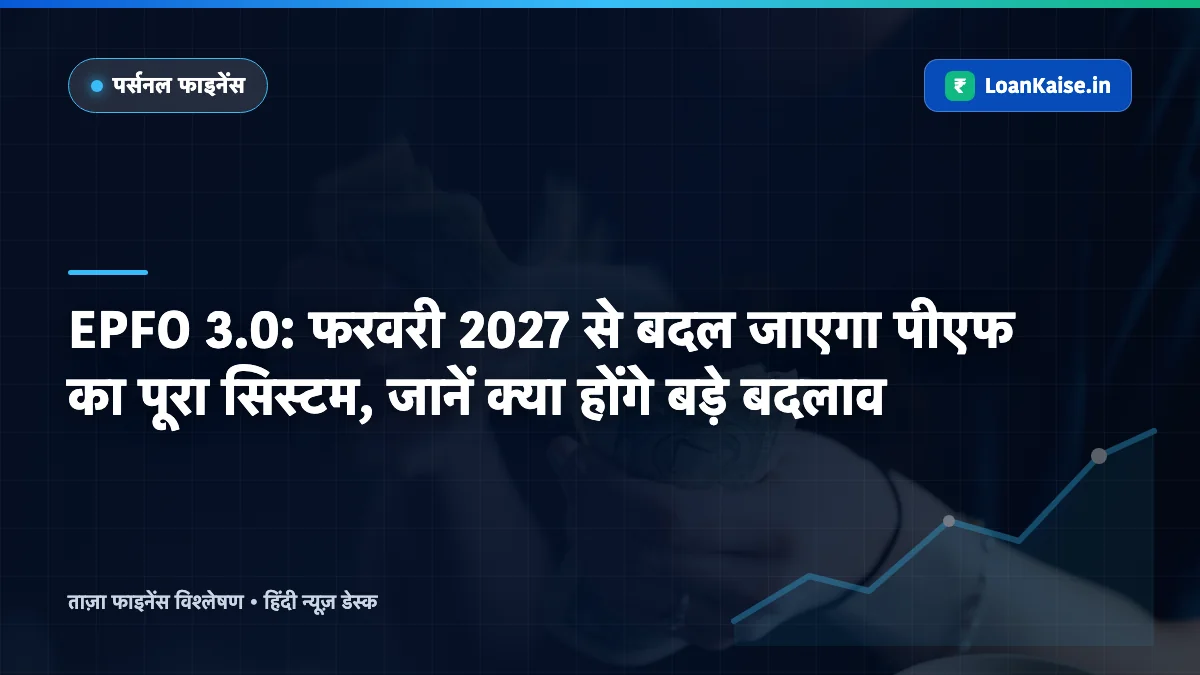 पर्सनल फाइनेंस
₹ LoanKaise.in
EPFO 3.0: फरवरी 2027 से बदल जाएगा पीएफ
का पूरा सिस्टम, जानें क्या होंगे बड़े बदलाव
ताज़ा फाइनेंस विश्लेषण • हिंदी न्यूज़ डेस्क